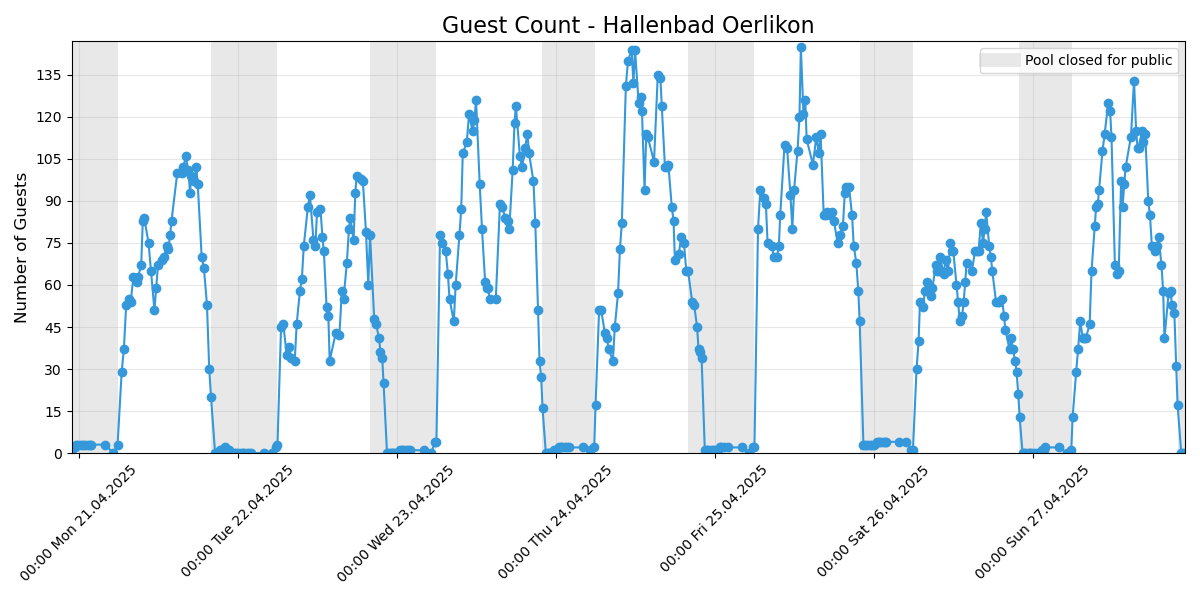 Guest Count - Hallenbad Oerlikon
Pool closed for public
Number of Guests
135
120
105
90
75
60
45
30
15
0
00:00 Mon 21.04.2025
00:00 Tue 22.04.2025
00:00 Wed 23.04.2025
00:00 Thu 24.04.2025
00:00 Fri 25.04.2025
00:00 Sat 26.04.2025
00:00 Sun 27.04.2025